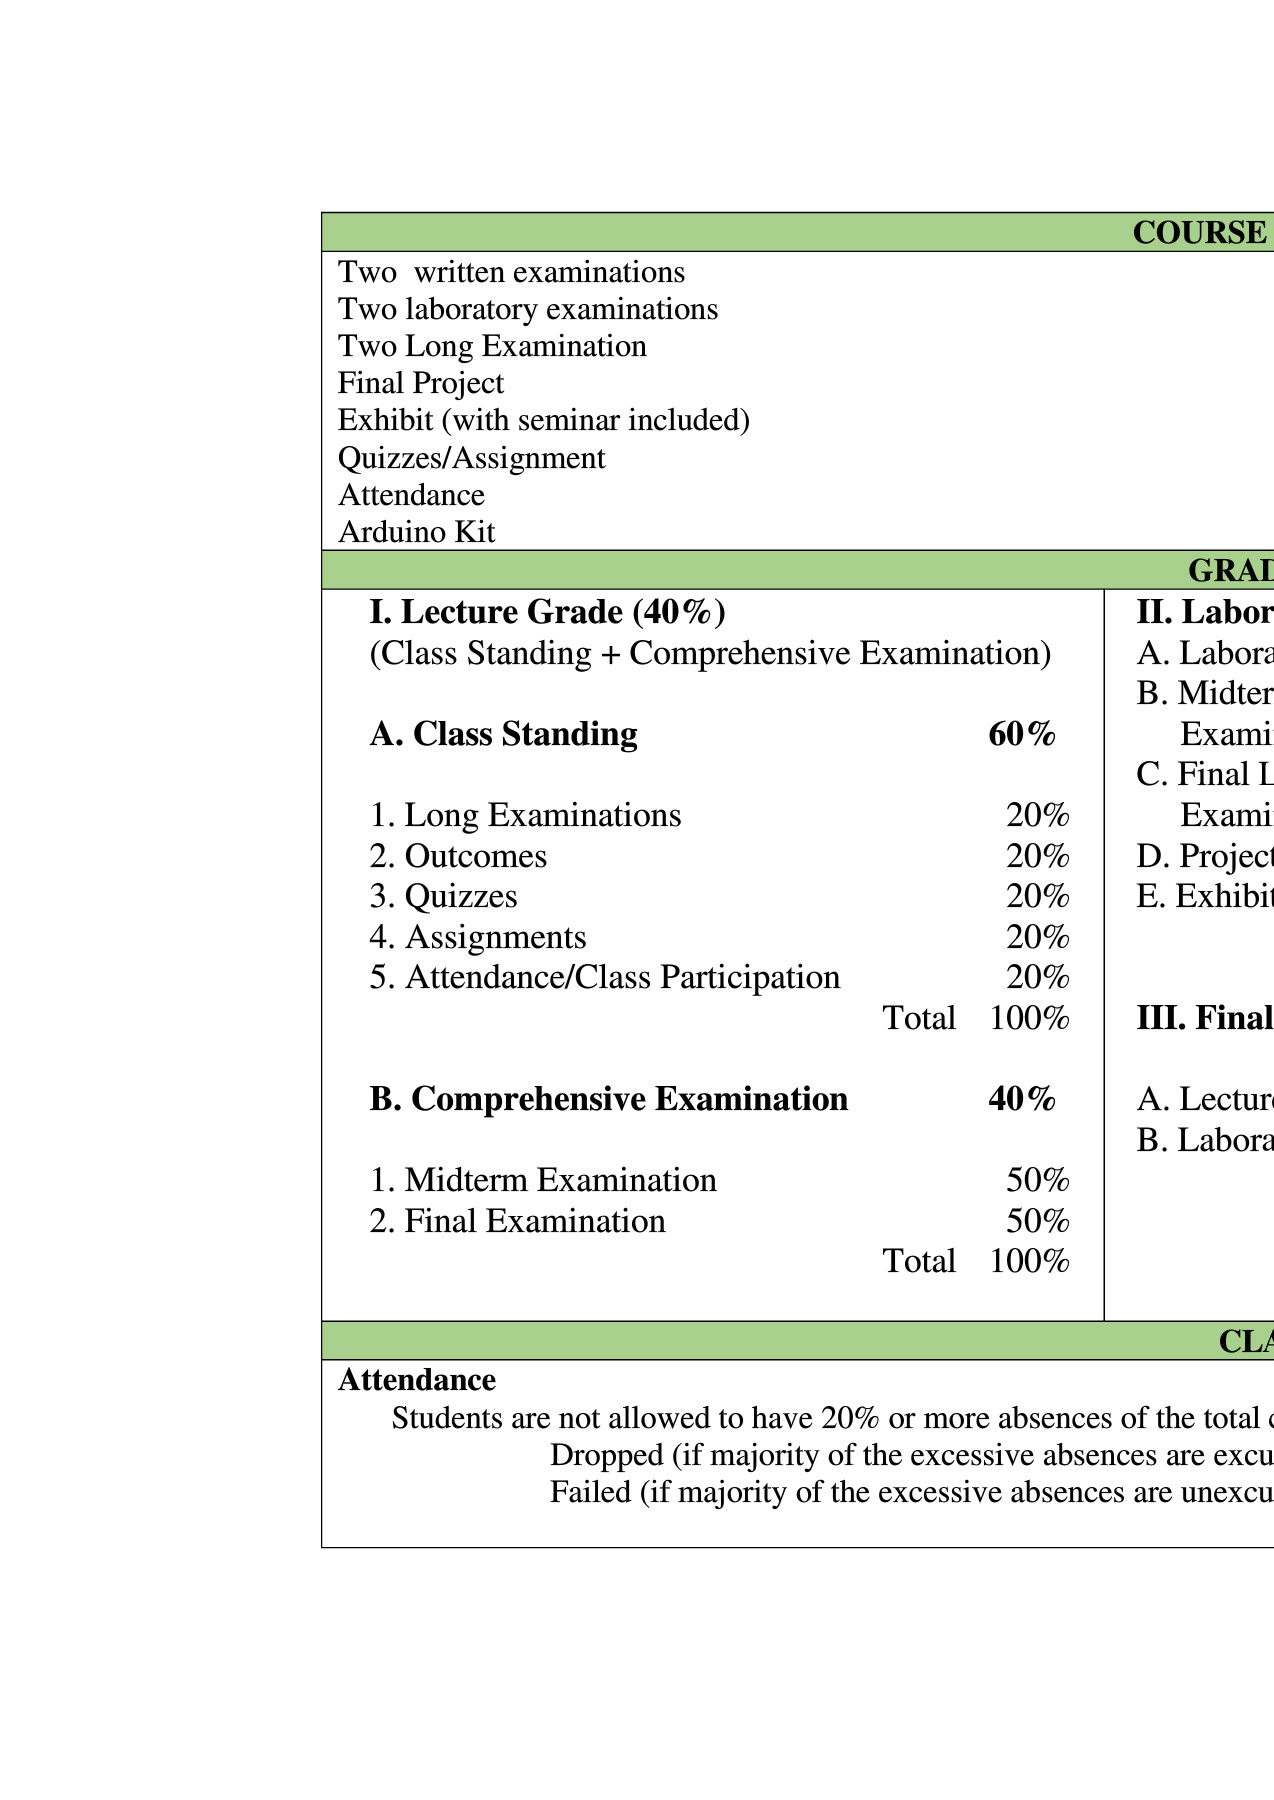 COURSE
Two  written examinations
Two laboratory examinations
Two Long Examination
Final Project
Exhibit (with seminar included)
Quizzes/Assignment
Attendance
Arduino Kit
GRAD
I. Lecture Grade (40%)
(Class Standing + Comprehensive Examination)
A. Class Standing 60%
1. Long Examinations 20%
2. Outcomes 20%
3. Quizzes 20%
4. Assignments 20%
5. Attendance/Class Participation 20%
Total 100%
B. Comprehensive Examination 40%
1. Midterm Examination 50%
2. Final Examination 50%
Total 100%
II. Labor
A. Labora
B. Midter
Exami
C. Final L
Exami
D. Project
E. Exhibit
III. Final
A. Lecture
B. Labora
CLA
Attendance
Students are not allowed to have 20% or more absences of the total c
Dropped (if majority of the excessive absences are excu
Failed (if majority of the excessive absences are unexcu